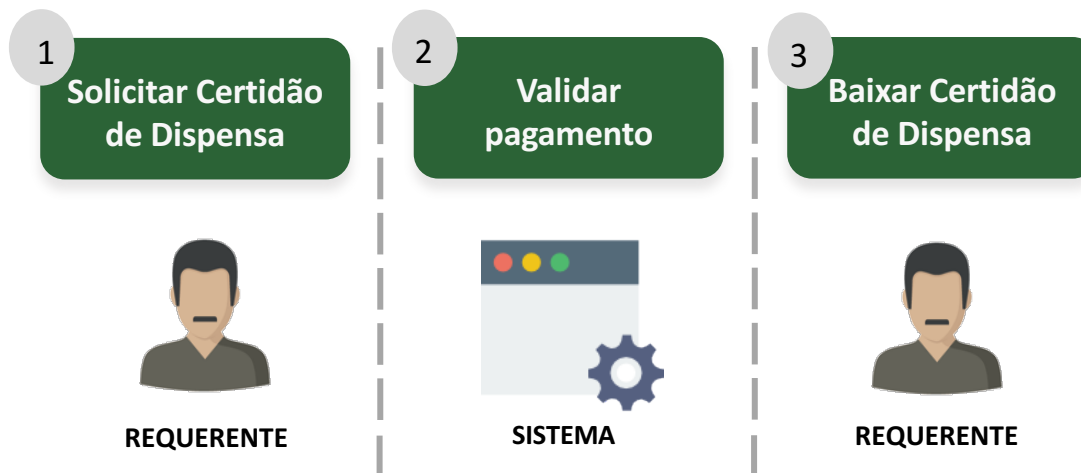 1
Solicitar Certidão
de Dispensa
REQUERENTE
2
Validar
pagamento
SISTEMA
3
Baixar Certidão
de Dispensa
REQUERENTE